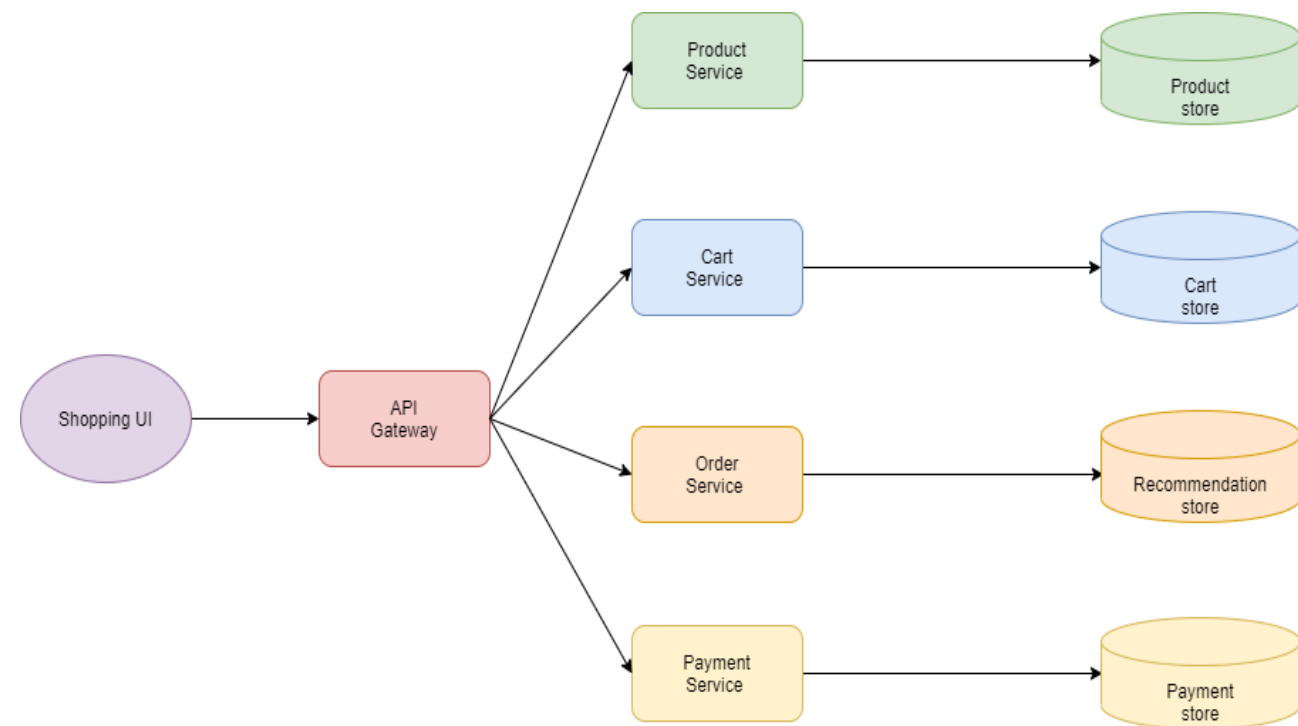 Product
Service
Product
store
Cart
Service
Cart
store
Shopping UI
API
Gateway
Order
Service
Recommendation
store
Payment
Service
Payment
store